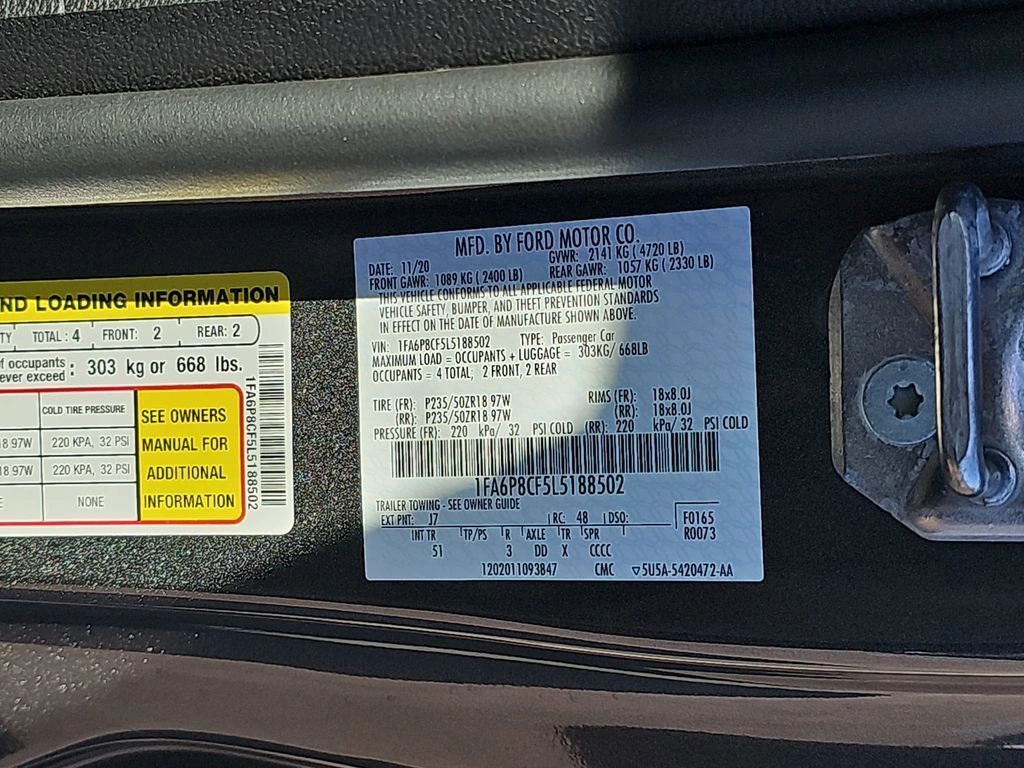 ND LOADING INFORMATION
TY TOTAL : 4 FRONT: 2 REAR: 2
of occupants
ever exceed : 303 kg or 668 lbs.
COLD TIRE PRESSURE
18 97W 220 KPA, 32 PSI
18 97W 220 KPA, 32 PSI
E NONE
SEE OWNERS
MANUAL FOR
ADDITIONAL
INFORMATION
1FA6P8CF5L5188502
MFD. BY FORD MOTOR CO.
DATE: 11/20 GVWR: 2141 KG ( 4720 LB)
FRONT GAWR: 1089 KG ( 2400 LB) REAR GAWR: 1057 KG ( 2330 LB)
THIS VEHICLE CONFORMS TO ALL APPLICABLE FEDERAL MOTOR
VEHICLE SAFETY, BUMPER, AND THEFT PREVENTION STANDARDS
IN EFFECT ON THE DATE OF MANUFACTURE SHOWN ABOVE.
VIN: 1FA6P8CF5L5188502 TYPE: Passenger Car
MAXIMUM LOAD = OCCUPANTS + LUGGAGE = 303KG/ 668LB
OCCUPANTS = 4 TOTAL; 2 FRONT, 2 REAR
TIRE (FR): P235/50ZR18 97W RIMS (FR): 18x8.0J
(RR): P235/50ZR18 97W (RR): 18x8.0J
PRESSURE (FR): 220 kPa/ 32 PSI COLD (RR): 220 kPa/ 32 PSI COLD
1FA6P8CF5L5188502
TRAILER TOWING - SEE OWNER GUIDE
EXT PNT: J7 RC: 48 DSO: F0165
INT TR TP/PS R AXLE TR SPR R0073
51 3 DD X CCCC
1202011093847 CMC ▽5U5A-5420472-AA